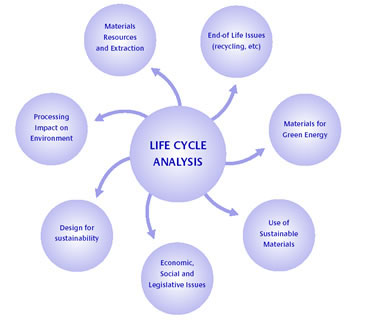 Materials
Resources
and Extraction
End-of Life Issues
(recycling, etc)
Processing
Impact on
Environment
LIFE CYCLE
ANALYSIS
Materials for
Green Energy
Design for
sustainability
Use of
Sustainable
Materials
Economic,
Social and
Legislative Issues